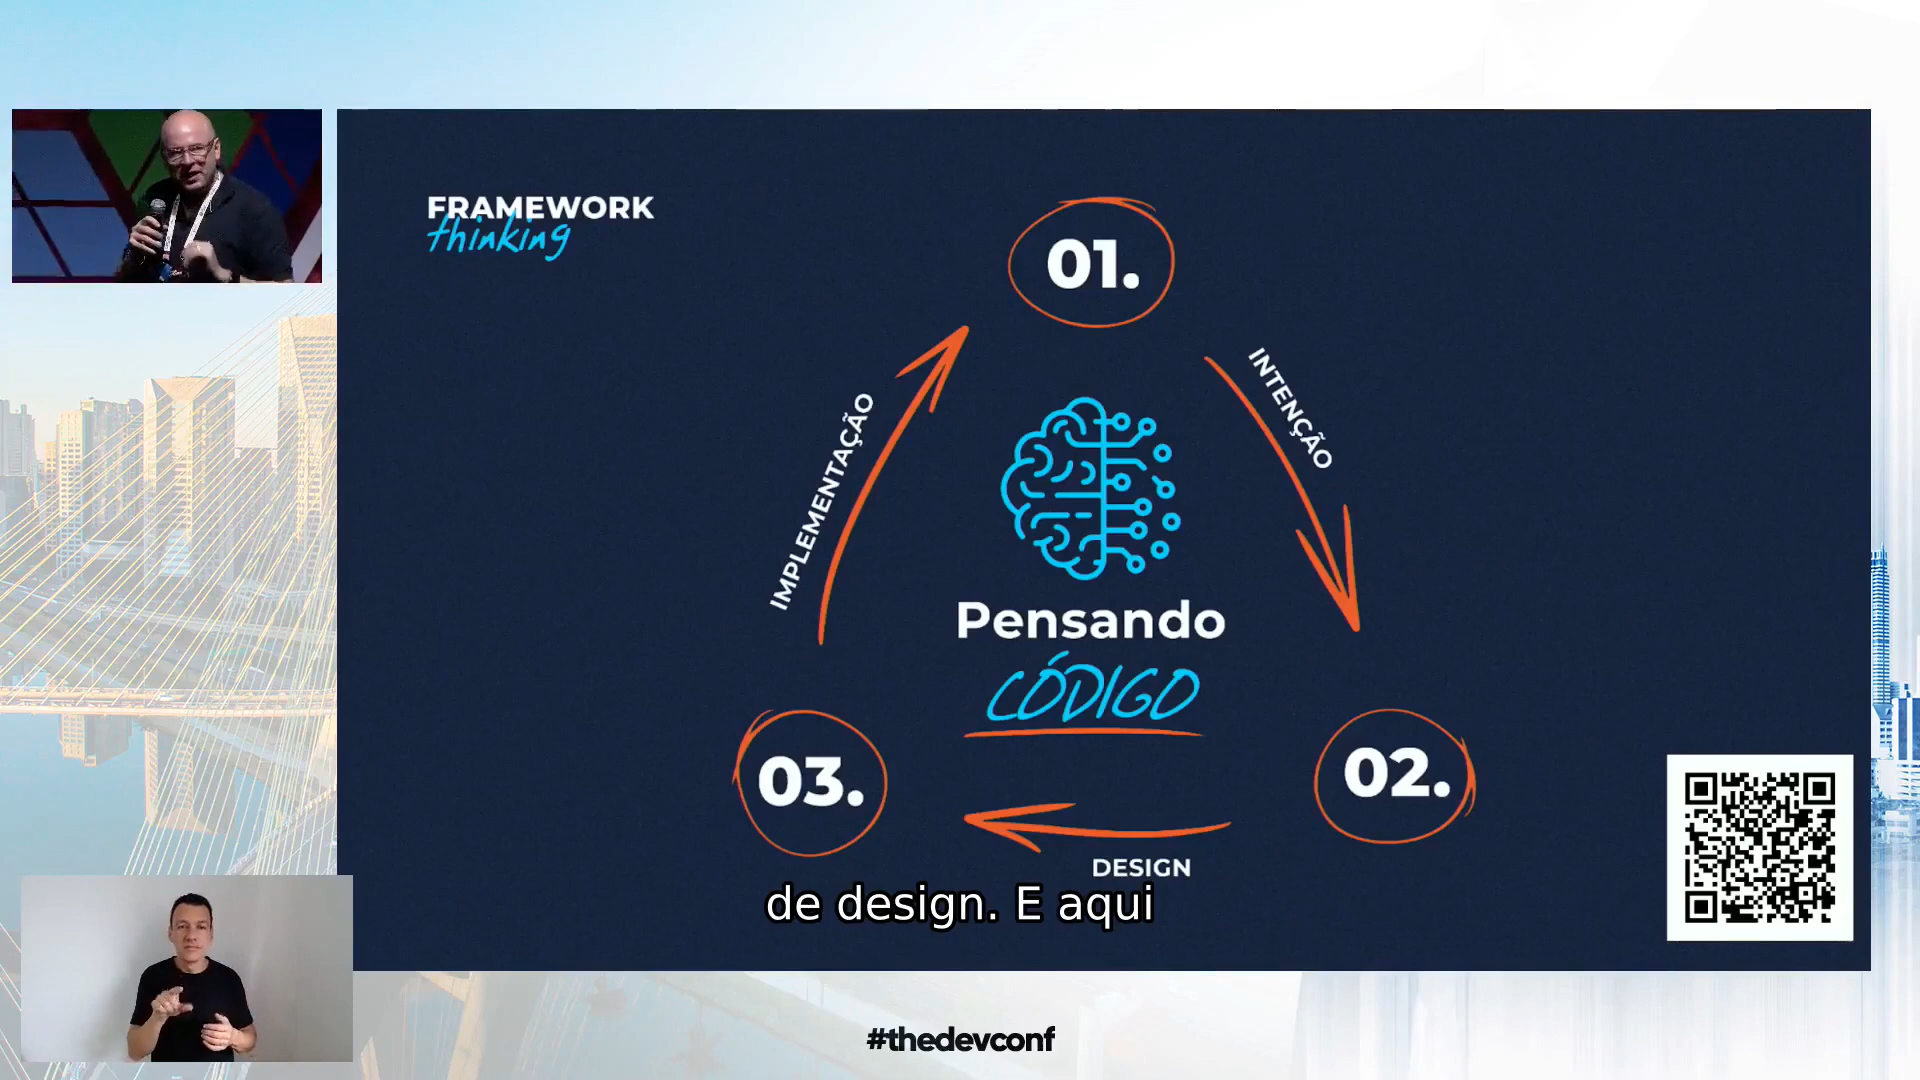 FRAMEWORK
thinking
01.
INTENÇÃO
IMPLEMENTAÇÃO
Pensando
CÓDIGO
03.
02.
DESIGN
de design. E aqui
#thedevconf